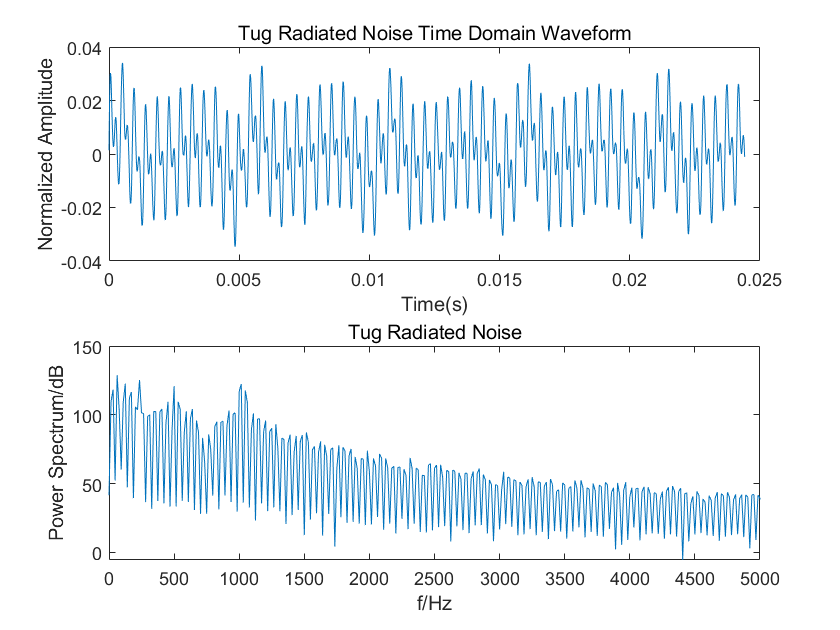 Tug Radiated Noise Time Domain Waveform
0.04
0.02
0
-0.02
-0.04
Normalized Amplitude
0 0.005 0.01 0.015 0.02 0.025
Time(s)
Tug Radiated Noise
150
100
50
0
Power Spectrum/dB
0 500 1000 1500 2000 2500 3000 3500 4000 4500 5000
f/Hz